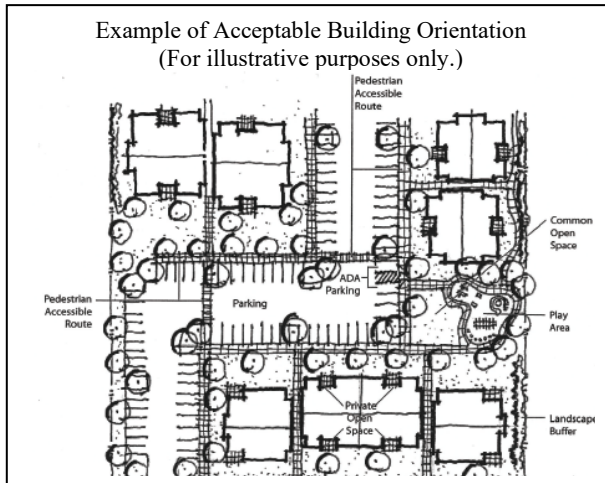 Example of Acceptable Building Orientation
(For illustrative purposes only.)
Pedestrian
Accessible
Route
Common
Open
Space
ADA
Parking
Pedestrian
Accessible
Route
Parking
Play
Area
Private
Open
Space
Landscape
Buffer